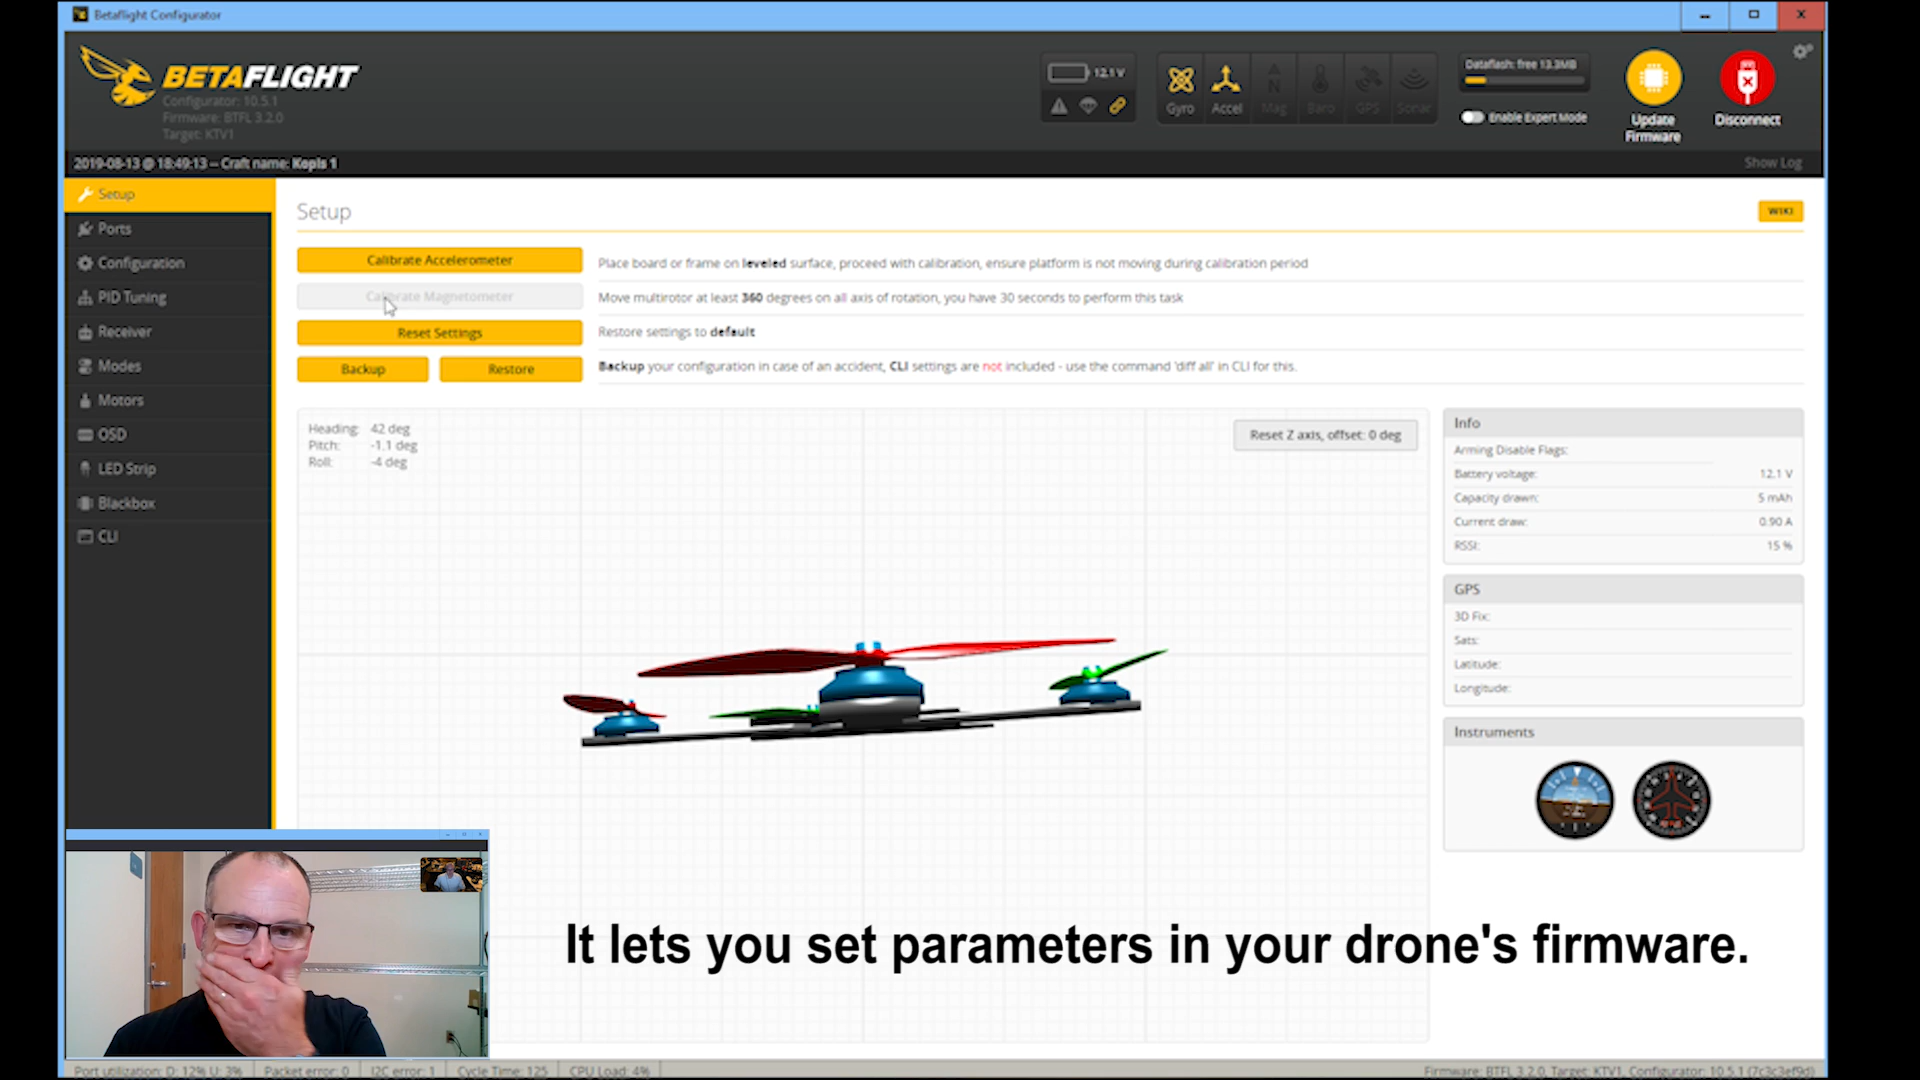 Betaflight Configurator
BETAFLIGHT
Configurator: 10.5.1
Firmware: BTFL 3.2.0
Target: KTV1
12.1 V
Gyro
Accel
Mag
Baro
GPS
Sonar
Dataflash: free 13.3MB
Enable Expert Mode
Update
Firmware
Disconnect
2019-08-13 @ 18:49:13 -- Craft name: Kopis 1
Show Log
Setup
Ports
Configuration
PID Tuning
Receiver
Modes
Motors
OSD
LED Strip
Blackbox
CLI
Setup
WIKI
Calibrate Accelerometer
Place board or frame on leveled surface, proceed with calibration, ensure platform is not moving during calibration period
Calibrate Magnetometer
Move multirotor at least 360 degrees on all axis of rotation, you have 30 seconds to perform this task
Reset Settings
Restore settings to default
Backup
Restore
Backup your configuration in case of an accident, CLI settings are not included - use the command 'diff all' in CLI for this.
Heading: 42 deg
Pitch: -1.1 deg
Roll: -4 deg
Reset Z axis, offset: 0 deg
Info
Arming Disable Flags:
Battery voltage: 12.1 V
Capacity drawn: 5 mAh
Current draw: 0.90 A
RSSI: 15 %
GPS
3D Fix:
Sats:
Latitude:
Longitude:
Instruments
It lets you set parameters in your drone's firmware.
Port utilization: D: 12% U: 3%
Packet error: 0
I2C error: 1
Cycle Time: 125
CPU Load: 4%
Firmware: BTFL 3.2.0, Target: KTV1, Configurator: 10.5.1 (7c3c3ef9d)